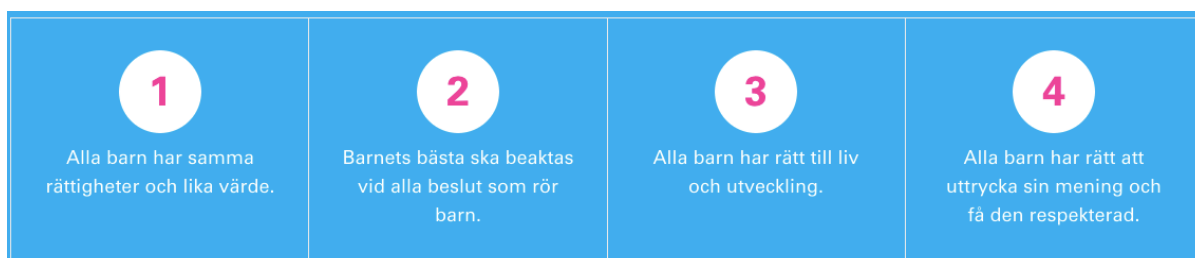 1
Alla barn har samma
rättigheter och lika värde.
2
Barnets bästa ska beaktas
vid alla beslut som rör
barn.
3
Alla barn har rätt till liv
och utveckling.
4
Alla barn har rätt att
uttrycka sin mening och
få den respekterad.